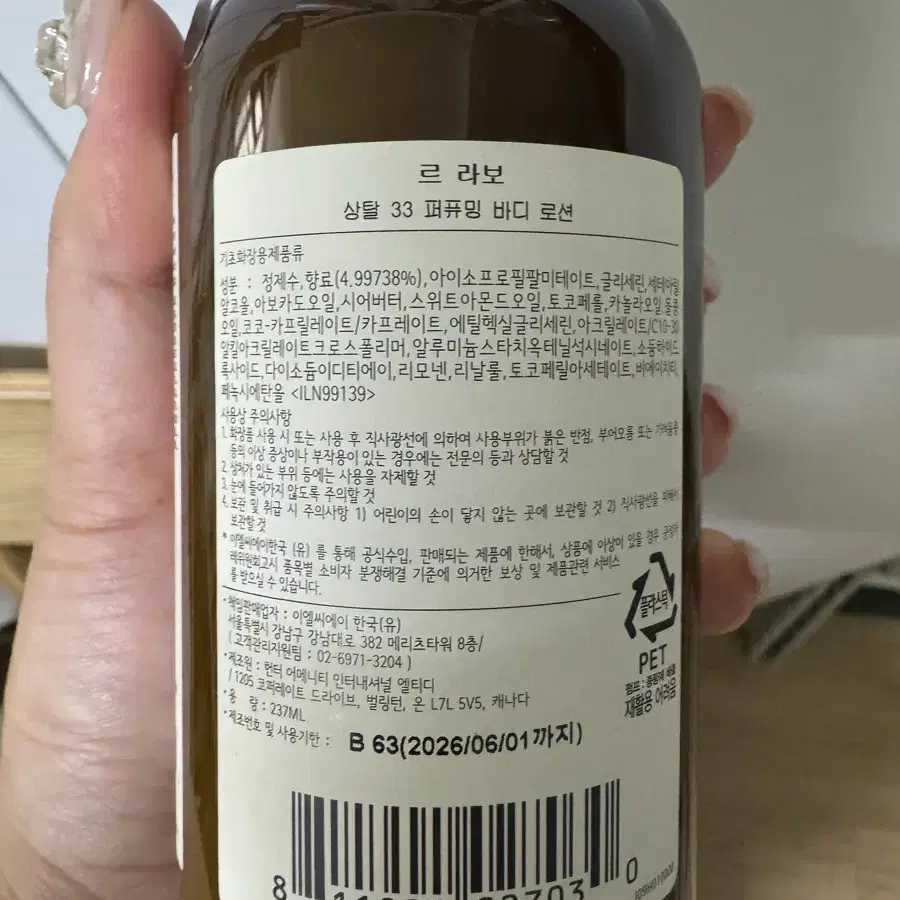 르 라보
상탈 33 퍼퓨밍 바디 로션
기초화장용제품류
성분 : 정제수,향료(4.99738%),아이소프로필팔미테이트,글리세린,세테아릴
알코올,아보카도오일,시어버터,스위트아몬드오일,토코페롤,카놀라오일,돌콩
오일,코코-카프릴레이트/카프레이트,에틸헥실글리세린,아크릴레이트/C10-30
알킬아크릴레이트크로스폴리머,알루미늄스타치옥테닐석시네이트,소듐하이드
록사이드,다이소듐이디티에이,리모넨,리날룰,토코페릴아세테이트,비에이치티,
페녹시에탄올 <ILN99139>
사용상 주의사항
1. 화장품 사용 시 또는 사용 후 직사광선에 의하여 사용부위가 붉은 반점, 부어오름 또는 가려움증
등의 이상 증상이나 부작용이 있는 경우에는 전문의 등과 상담할 것
2. 상처가 있는 부위 등에는 사용을 자제할 것
3. 눈에 들어가지 않도록 주의할 것
4. 보관 및 취급 시 주의사항 1) 어린이의 손이 닿지 않는 곳에 보관할 것 2) 직사광선을 피해서
보관할 것
* 이엘씨에이한국 (유) 를 통해 공식수입, 판매되는 제품에 한해서, 상품에 이상이 있을 경우 공정거
래위원회고시 품목별 소비자 분쟁해결 기준에 의거한 보상 및 제품관련 서비스
를 받으실 수 있습니다.
*책임판매업자 : 이엘씨에이 한국(유)
서울특별시 강남구 강남대로 382 메리츠타워 8층/
( 고객관리지원팀 : 02-6971-3204 )
*제조원 : 헌터 어메니티 인터내셔널 엘티디
/ 1205 코퍼레이트 드라이브, 벌링턴, 온 L7L 5V5, 캐나다
*용 량 : 237ML
*제조번호 및 사용기한 : B 63(2026/06/01까지)
플라스틱
PET
펌프 : 종량제 배출
재활용 어려움